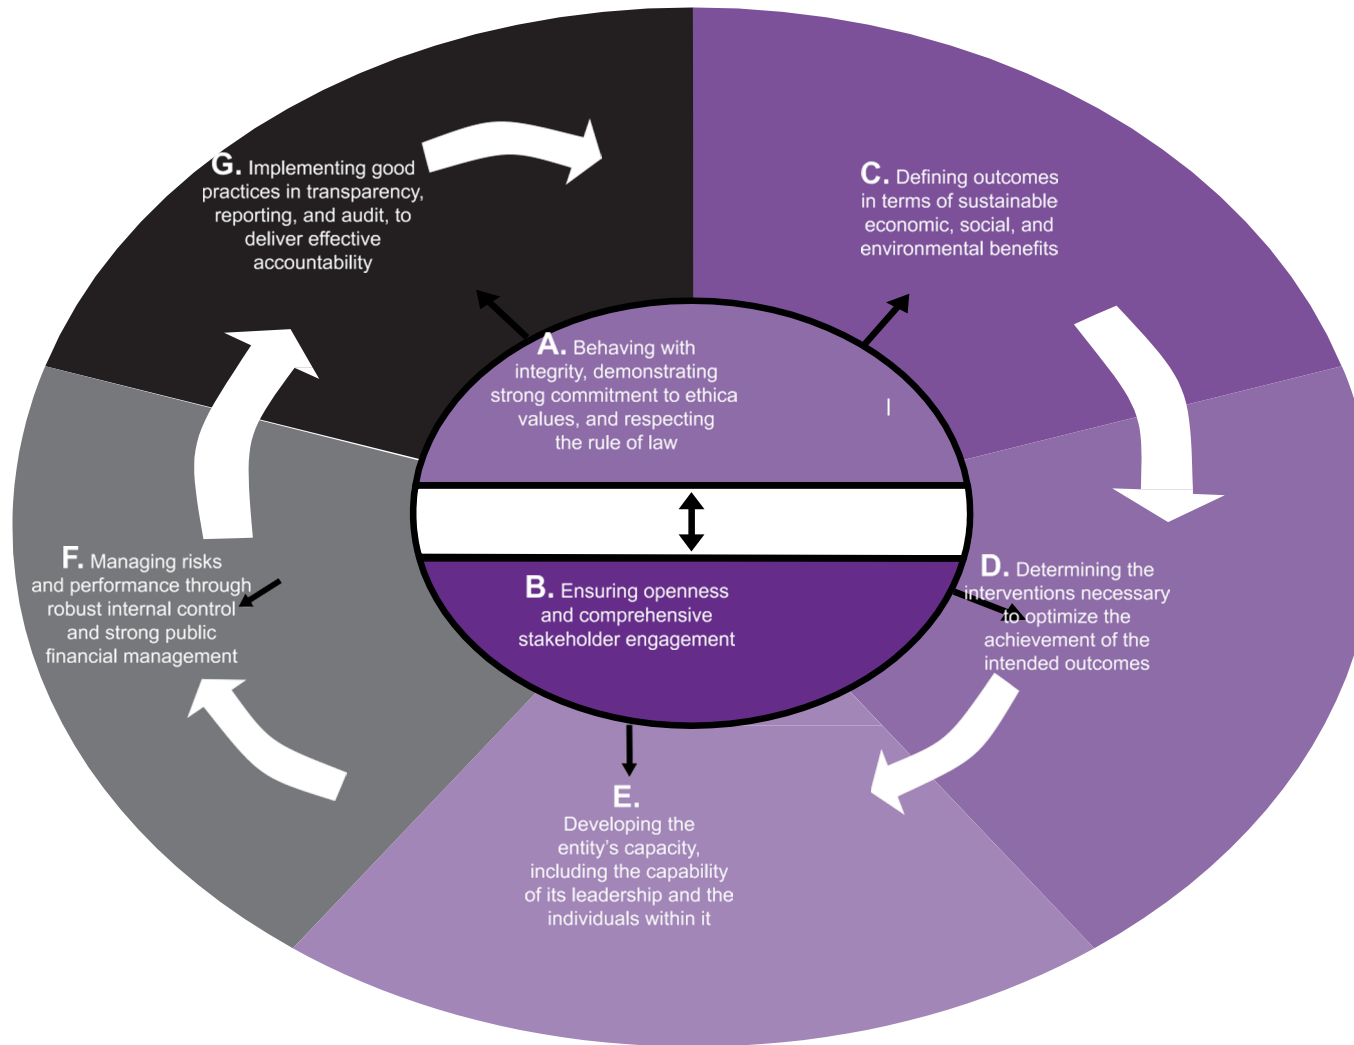 G. Implementing good
practices in transparency,
reporting, and audit, to
deliver effective
accountability
C. Defining outcomes
in terms of sustainable
economic, social, and
environmental benefits
A. Behaving with
integrity, demonstrating
strong commitment to ethica l
values, and respecting
the rule of law
B. Ensuring openness
and comprehensive
stakeholder engagement
D. Determining the
interventions necessary
to optimize the
achievement of the
intended outcomes
F. Managing risks
and performance through
robust internal control
and strong public
financial management
E.
Developing the
entity’s capacity,
including the capability
of its leadership and the
individuals within it